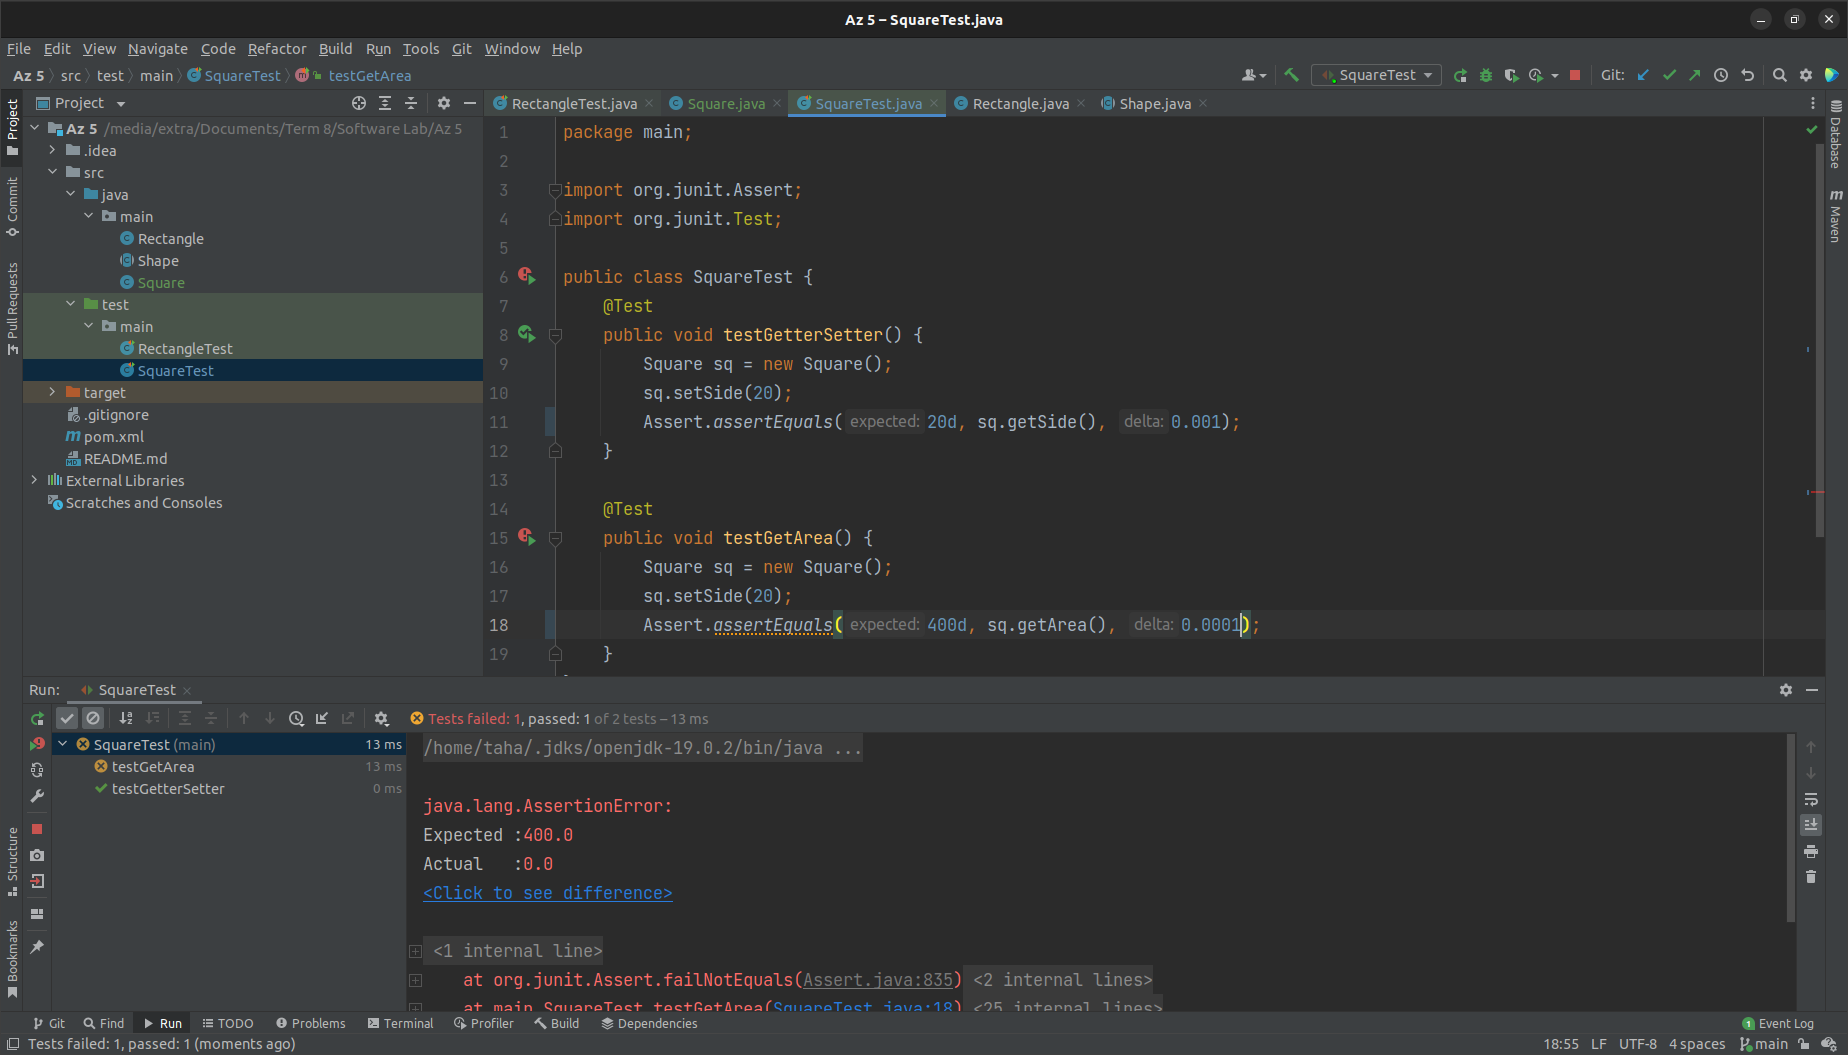 Az 5 – SquareTest.java
File Edit View Navigate Code Refactor Build Run Tools Git Window Help
Az 5 src test main SquareTest testGetArea
SquareTest
Git:
Project
RectangleTest.java Square.java SquareTest.java Rectangle.java Shape.java
Az 5 /media/extra/Documents/Term 8/Software Lab/Az 5
.idea
src
java
main
Rectangle
Shape
Square
test
main
RectangleTest
SquareTest
target
.gitignore
pom.xml
README.md
External Libraries
Scratches and Consoles
Project
Commit
Pull Requests
Structure
Bookmarks
Database
Maven
1 package main;
2
3 import org.junit.Assert;
4 import org.junit.Test;
5
6 public class SquareTest {
7 @Test
8 public void testGetterSetter() {
9 Square sq = new Square();
10 sq.setSide(20);
11 Assert.assertEquals( expected: 20d, sq.getSide(), delta: 0.001);
12 }
13
14 @Test
15 public void testGetArea() {
16 Square sq = new Square();
17 sq.setSide(20);
18 Assert.assertEquals( expected: 400d, sq.getArea(), delta: 0.0001);
19 }
Run: SquareTest
Tests failed: 1, passed: 1 of 2 tests – 13 ms
SquareTest (main) 13 ms
testGetArea 13 ms
testGetterSetter 0 ms
/home/taha/.jdks/openjdk-19.0.2/bin/java ...
java.lang.AssertionError:
Expected :400.0
Actual :0.0
<Click to see difference>
<1 internal line>
at org.junit.Assert.failNotEquals(Assert.java:835) <2 internal lines>
at main.SquareTest.testGetArea(SquareTest.java:18) <25 internal lines>
Git Find Run TODO Problems Terminal Profiler Build Dependencies
1 Event Log
Tests failed: 1, passed: 1 (moments ago)
18:55 LF UTF-8 4 spaces main